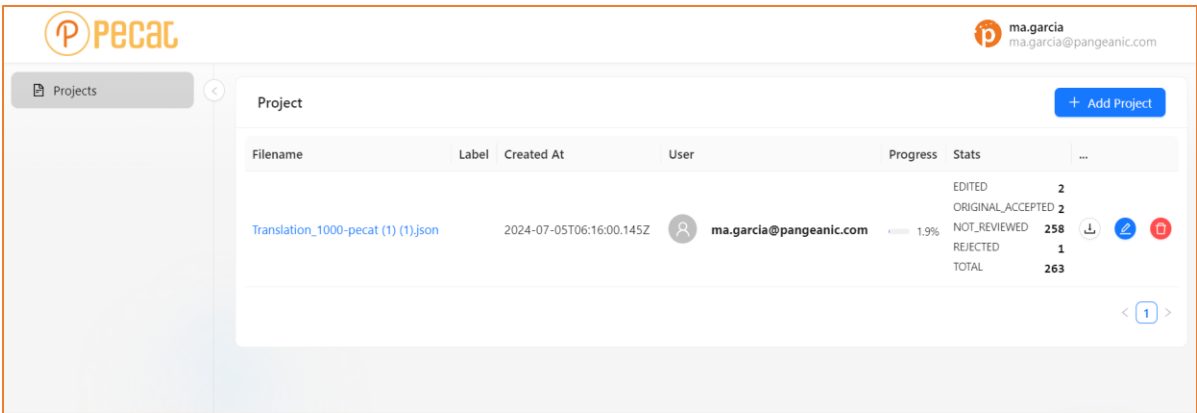 Pecat
ma.garcia
ma.garcia@pangeanic.com
Projects
Project
+ Add Project
Filename Label Created At User Progress Stats ...
Translation_1000-pecat (1) (1).json 2024-07-05T06:16:00.145Z ma.garcia@pangeanic.com 1.9%
EDITED 2
ORIGINAL_ACCEPTED 2
NOT_REVIEWED 258
REJECTED 1
TOTAL 263
< 1 >